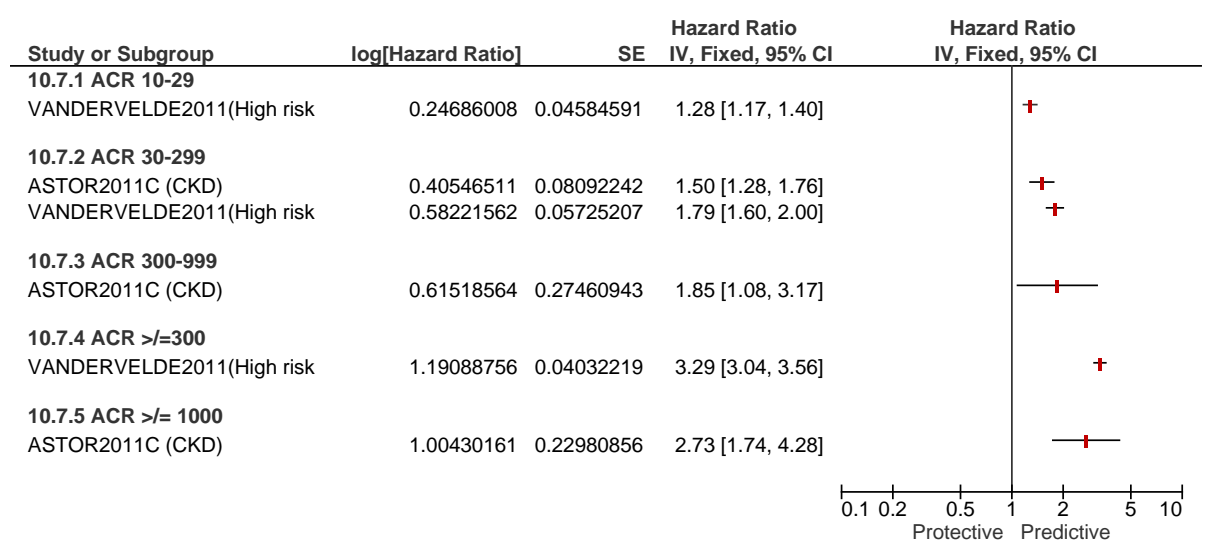 Hazard Ratio Hazard Ratio
Study or Subgroup log[Hazard Ratio] SE IV, Fixed, 95% CI IV, Fixed, 95% CI
10.7.1 ACR 10-29
VANDERVELDE2011(High risk 0.24686008 0.04584591 1.28 [1.17, 1.40]
10.7.2 ACR 30-299
ASTOR2011C (CKD) 0.40546511 0.08092242 1.50 [1.28, 1.76]
VANDERVELDE2011(High risk 0.58221562 0.05725207 1.79 [1.60, 2.00]
10.7.3 ACR 300-999
ASTOR2011C (CKD) 0.61518564 0.27460943 1.85 [1.08, 3.17]
10.7.4 ACR >/=300
VANDERVELDE2011(High risk 1.19088756 0.04032219 3.29 [3.04, 3.56]
10.7.5 ACR >/= 1000
ASTOR2011C (CKD) 1.00430161 0.22980856 2.73 [1.74, 4.28]
0.1 0.2 0.5 1 2 5 10
Protective Predictive